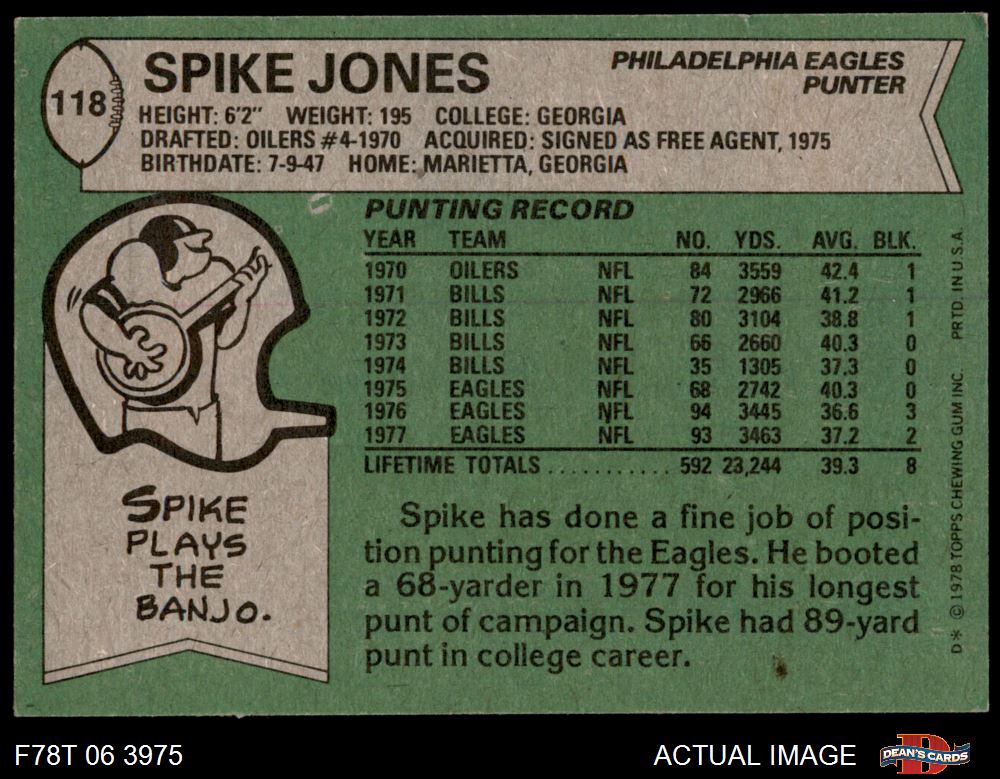 118
SPIKE JONES
PHILADELPHIA EAGLES
PUNTER
HEIGHT: 6'2" WEIGHT: 195 COLLEGE: GEORGIA
DRAFTED: OILERS #4-1970 ACQUIRED: SIGNED AS FREE AGENT, 1975
BIRTHDATE: 7-9-47 HOME: MARIETTA, GEORGIA
PUNTING RECORD
YEAR TEAM NO. YDS. AVG. BLK.
1970 OILERS NFL 84 3559 42.4 1
1971 BILLS NFL 72 2966 41.2 1
1972 BILLS NFL 80 3104 38.8 1
1973 BILLS NFL 66 2660 40.3 0
1974 BILLS NFL 35 1305 37.3 0
1975 EAGLES NFL 68 2742 40.3 0
1976 EAGLES NFL 94 3445 36.6 3
1977 EAGLES NFL 93 3463 37.2 2
LIFETIME TOTALS........... 592 23,244 39.3 8
SPIKE
PLAYS
THE
BANJO.
Spike has done a fine job of posi-
tion punting for the Eagles. He booted
a 68-yarder in 1977 for his longest
punt of campaign. Spike had 89-yard
punt in college career.
D* © 1978 TOPPS CHEWING GUM INC. PRTD. IN U.S.A.
F78T 06 3975
ACTUAL IMAGE
D
DEAN'S CARDS